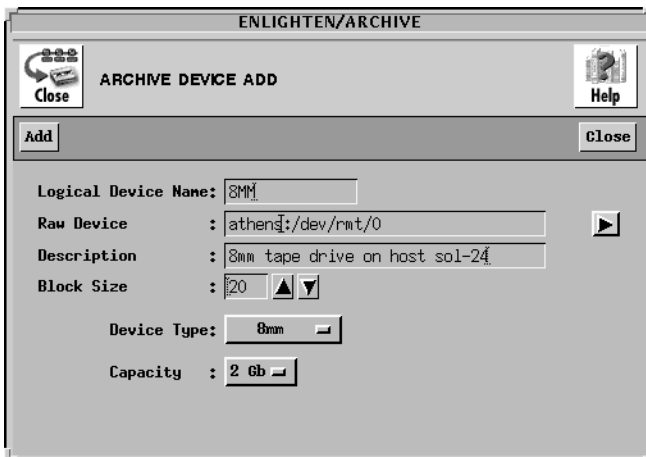 ENLIGHTEN/ARCHIVE
Close
ARCHIVE DEVICE ADD
Help
Add
Close
Logical Device Name: 8MM
Raw Device : athens:/dev/rmt/0
Description : 8mm tape drive on host sol-24
Block Size : 20
Device Type: 8mm
Capacity : 2 Gb